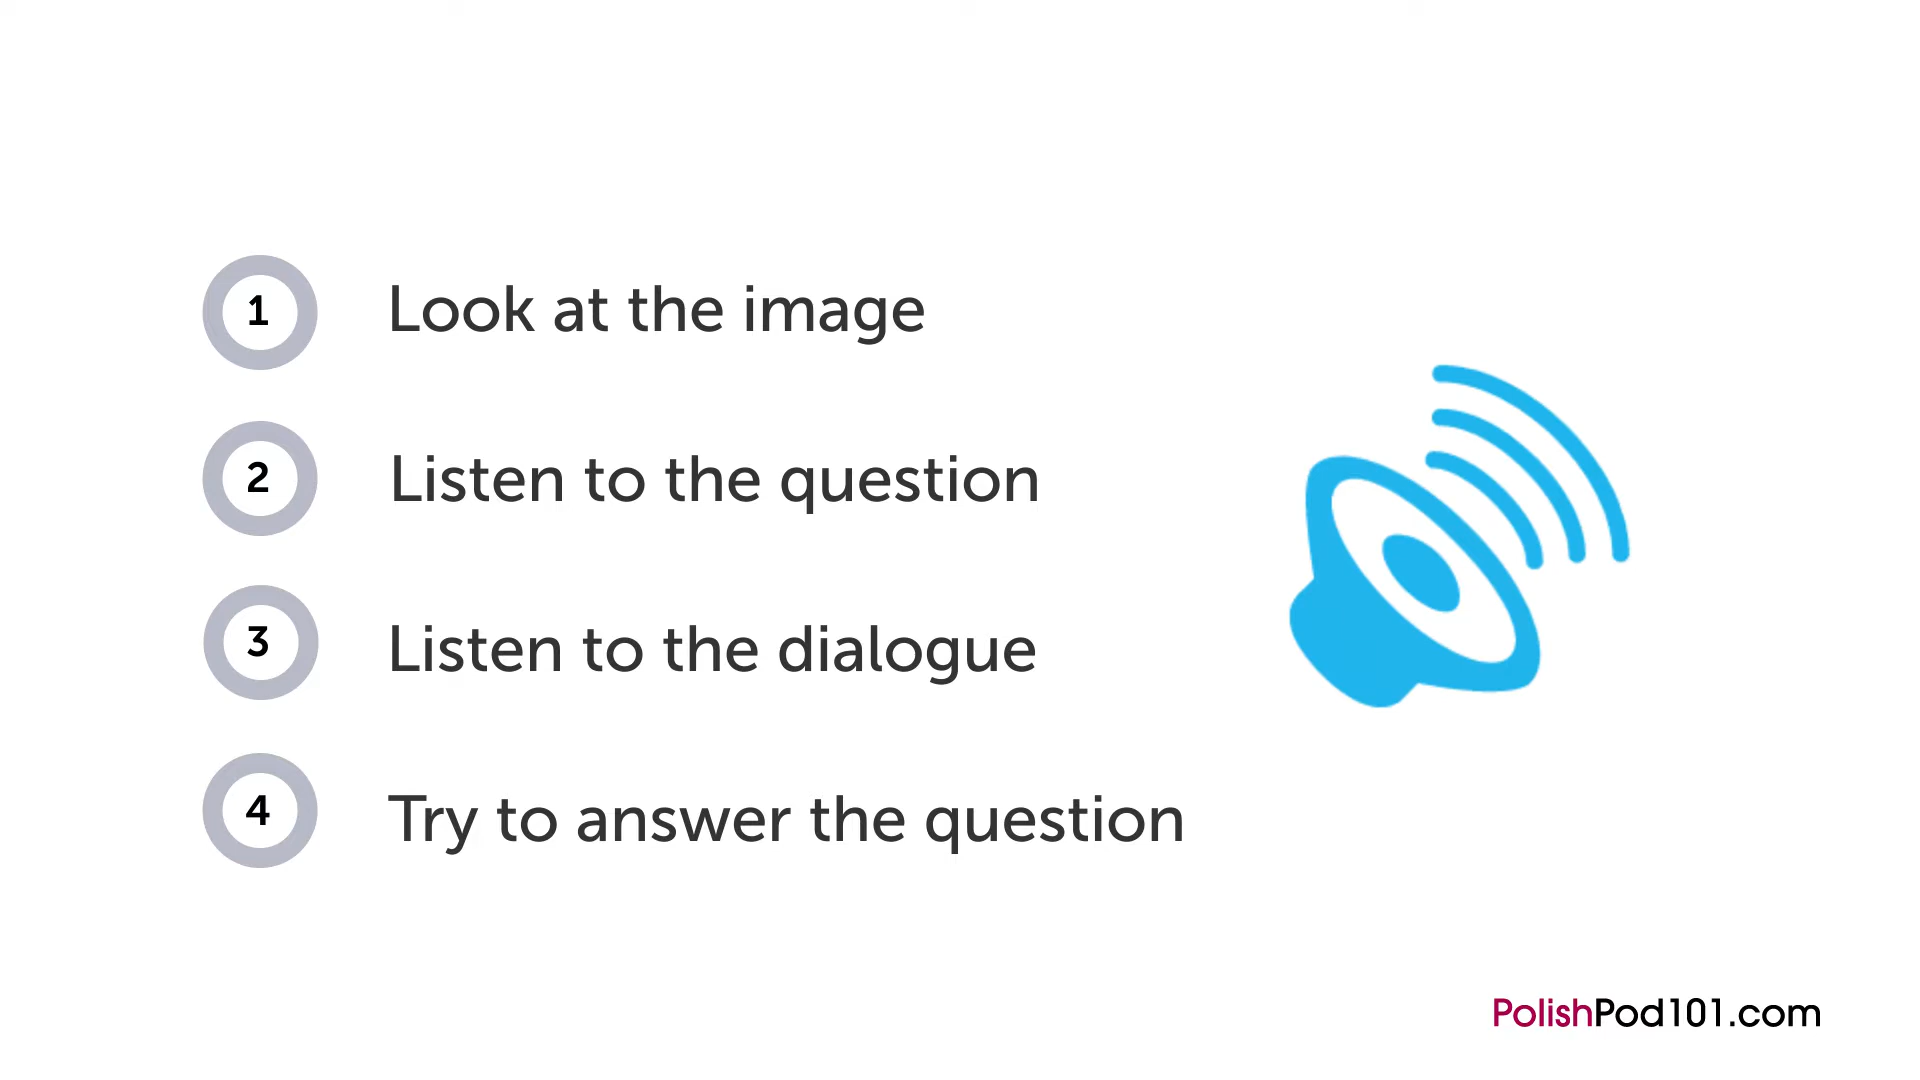 1 Look at the image
2 Listen to the question
3 Listen to the dialogue
4 Try to answer the question
PolishPod101.com